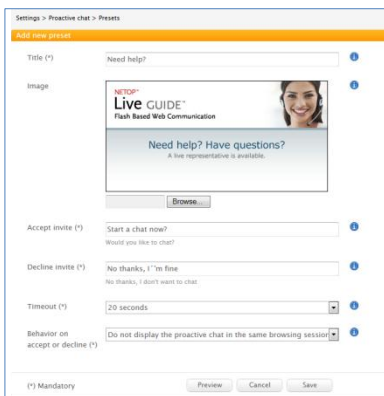 Settings > Proactive chat > Presets
Add new preset
Title (*)
Need help?
Image
NETOP™
Live GUIDE™
Flash Based Web Communication
Need help? Have questions?
A live representative is available.
Browse...
Accept invite (*)
Start a chat now?
Would you like to chat?
Decline invite (*)
No thanks, I´'m fine
No thanks, I don't want to chat
Timeout (*)
20 seconds
Behavior on
accept or decline (*)
Do not display the proactive chat in the same browsing session
(*) Mandatory
Preview
Cancel
Save